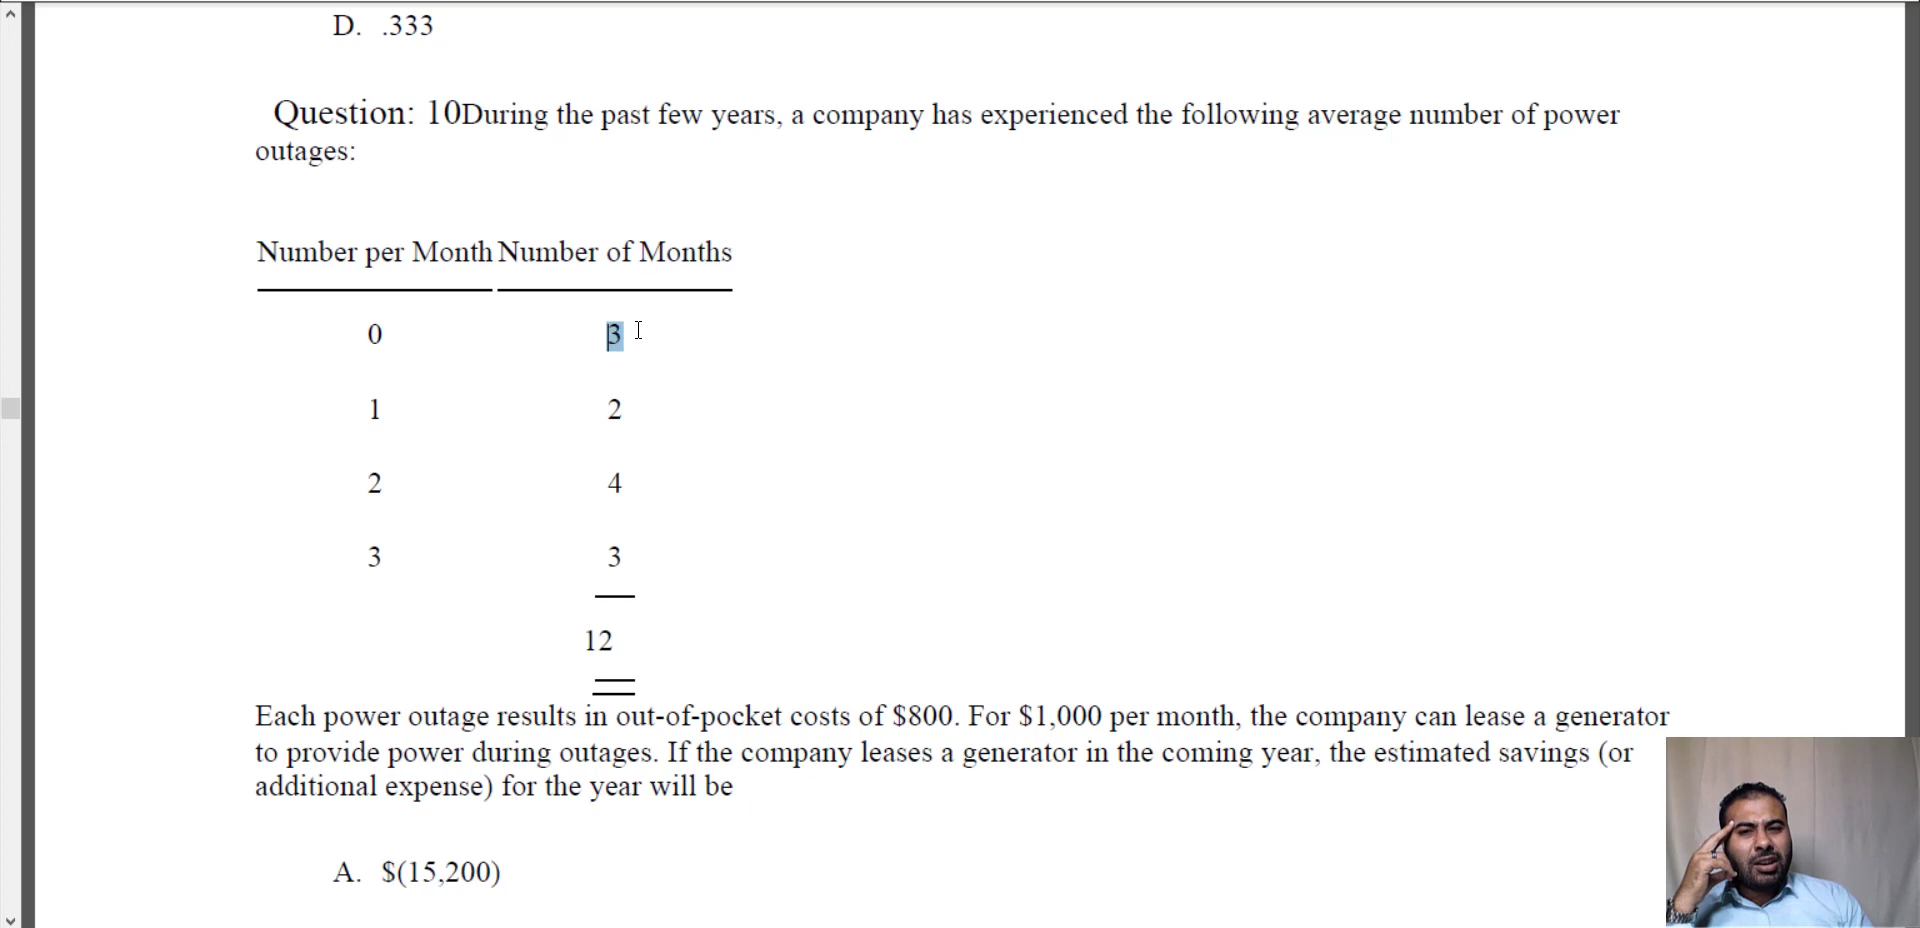 D. .333
Question: 10During the past few years, a company has experienced the following average number of power
outages:
Number per Month Number of Months
0 3
1 2
2 4
3 3
12
Each power outage results in out-of-pocket costs of $800. For $1,000 per month, the company can lease a generator
to provide power during outages. If the company leases a generator in the coming year, the estimated savings (or
additional expense) for the year will be
A. $(15,200)